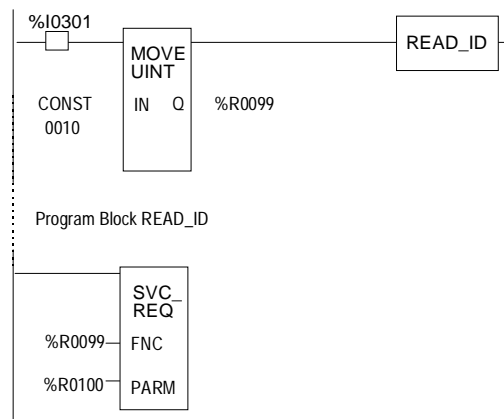 %I0301
READ_ID
MOVE
UINT
CONST
0010
IN Q
%R0099
Program Block READ_ID
SVC_
REQ
%R0099
FNC
%R0100
PARM